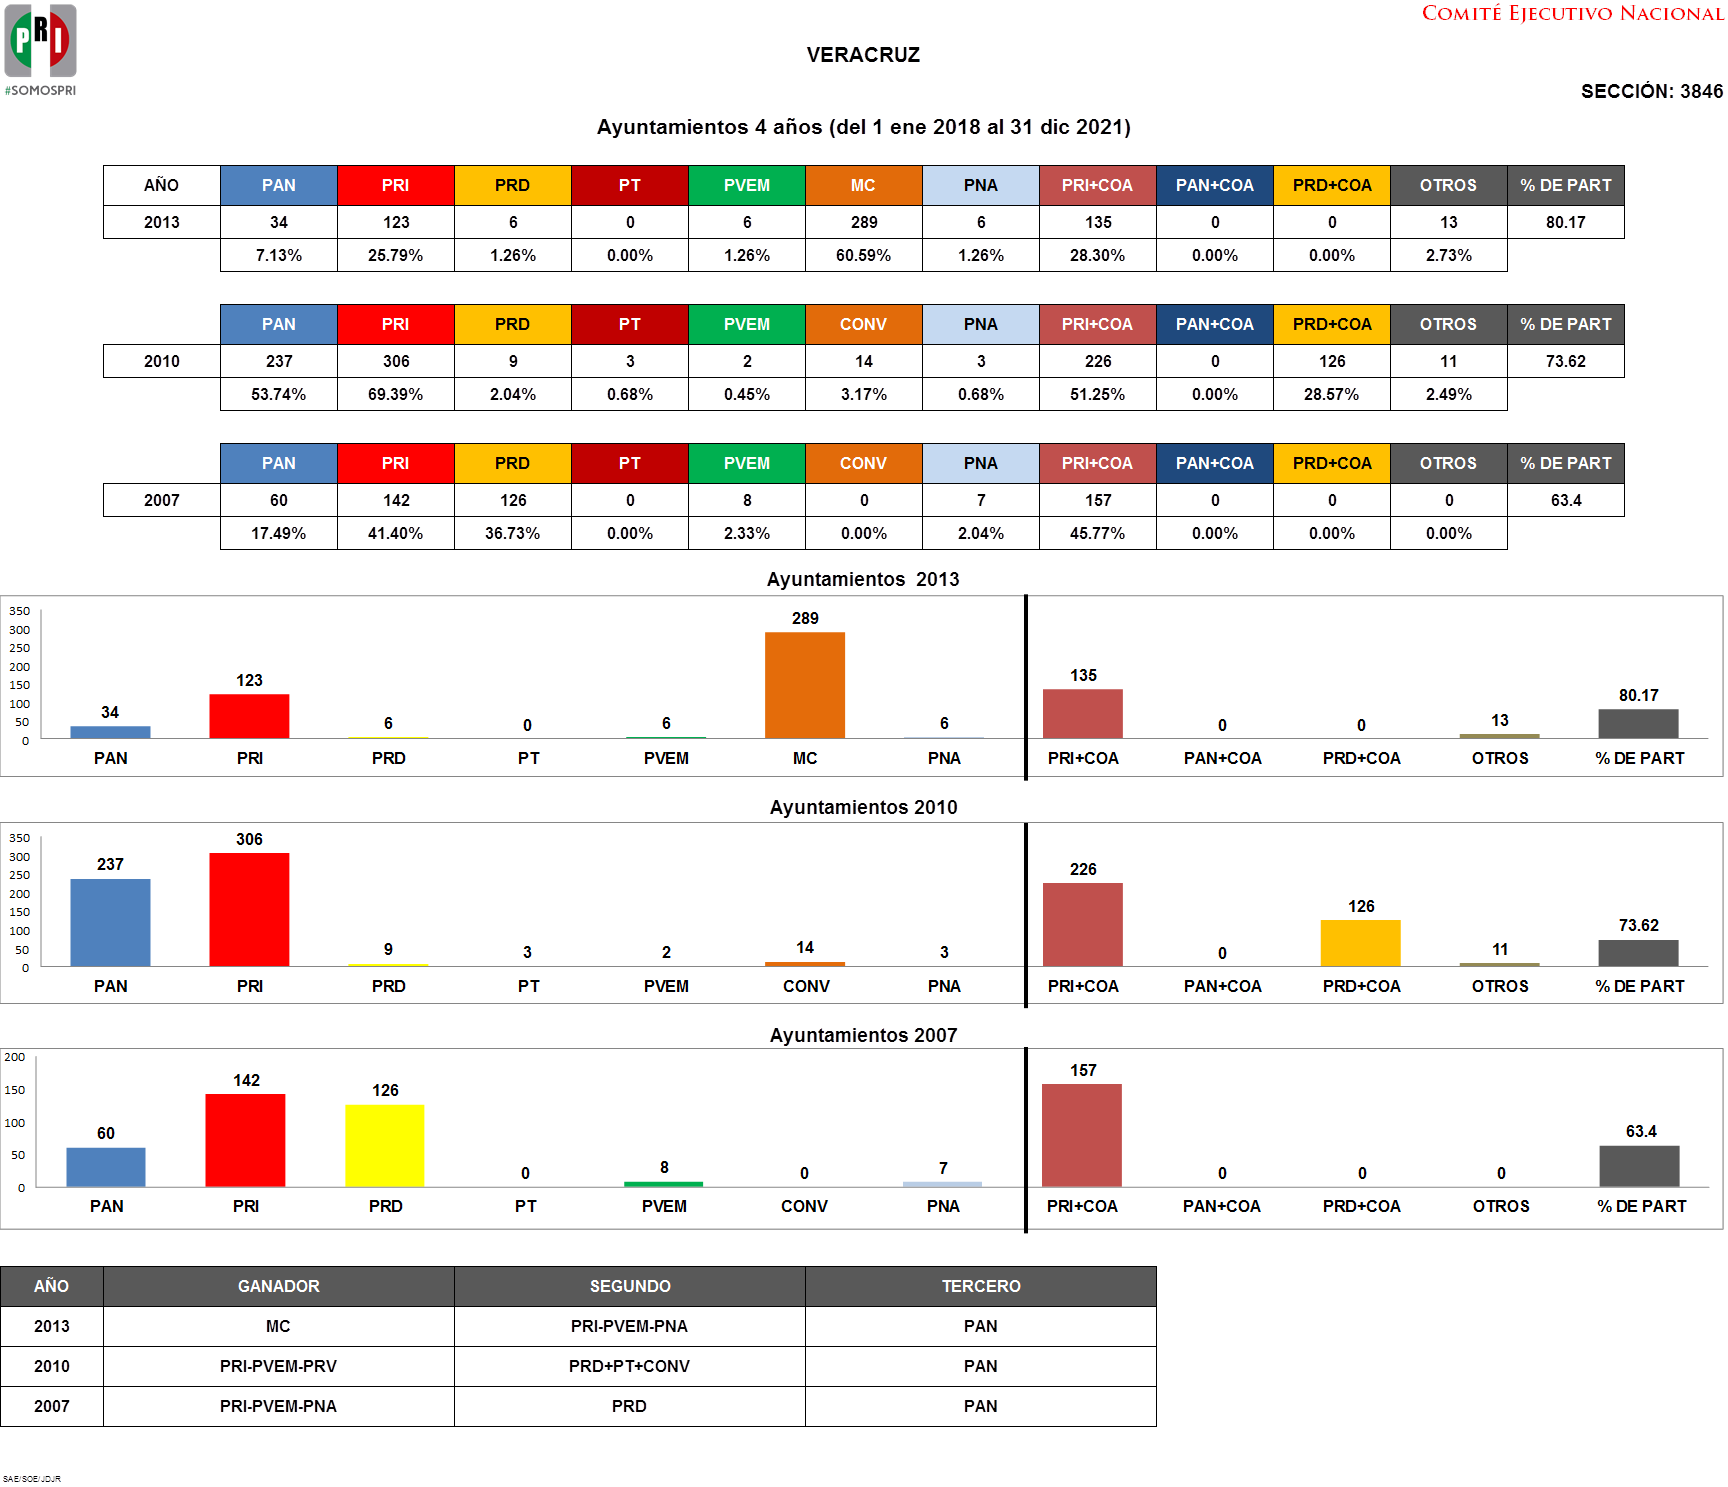 COMITÉ EJECUTIVO NACIONAL
PRI
#SOMOSPRI
VERACRUZ
SECCIÓN: 3846
Ayuntamientos 4 años (del 1 ene 2018 al 31 dic 2021)
AÑO PAN PRI PRD PT PVEM MC PNA PRI+COA PAN+COA PRD+COA OTROS % DE PART
2013 34 123 6 0 6 289 6 135 0 0 13 80.17
7.13% 25.79% 1.26% 0.00% 1.26% 60.59% 1.26% 28.30% 0.00% 0.00% 2.73%
PAN PRI PRD PT PVEM CONV PNA PRI+COA PAN+COA PRD+COA OTROS % DE PART
2010 237 306 9 3 2 14 3 226 0 126 11 73.62
53.74% 69.39% 2.04% 0.68% 0.45% 3.17% 0.68% 51.25% 0.00% 28.57% 2.49%
PAN PRI PRD PT PVEM CONV PNA PRI+COA PAN+COA PRD+COA OTROS % DE PART
2007 60 142 126 0 8 0 7 157 0 0 0 63.4
17.49% 41.40% 36.73% 0.00% 2.33% 0.00% 2.04% 45.77% 0.00% 0.00% 0.00%
Ayuntamientos 2013
350
300
250
200
150
100
50
0
34 123 6 0 6 289 6 135 0 0 13 80.17
PAN PRI PRD PT PVEM MC PNA PRI+COA PAN+COA PRD+COA OTROS % DE PART
Ayuntamientos 2010
350
300
250
200
150
100
50
0
237 306 9 3 2 14 3 226 0 126 11 73.62
PAN PRI PRD PT PVEM CONV PNA PRI+COA PAN+COA PRD+COA OTROS % DE PART
Ayuntamientos 2007
200
150
100
50
0
60 142 126 0 8 0 7 157 0 0 0 63.4
PAN PRI PRD PT PVEM CONV PNA PRI+COA PAN+COA PRD+COA OTROS % DE PART
AÑO GANADOR SEGUNDO TERCERO
2013 MC PRI-PVEM-PNA PAN
2010 PRI-PVEM-PRV PRD+PT+CONV PAN
2007 PRI-PVEM-PNA PRD PAN
SAE/SOE/JDJR